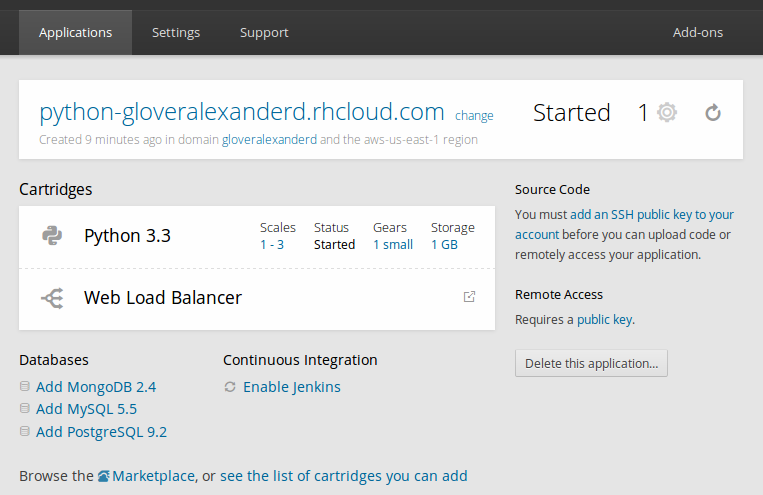 Applications Settings Support Add-ons
python-gloveralexanderd.rhcloud.com change Started 1
Created 9 minutes ago in domain gloveralexanderd and the aws-us-east-1 region
Cartridges
Python 3.3
Scales Status Gears Storage
1 - 3 Started 1 small 1 GB
Web Load Balancer
Source Code
You must add an SSH public key to your
account before you can upload code or
remotely access your application.
Remote Access
Requires a public key.
Delete this application...
Databases
Add MongoDB 2.4
Add MySQL 5.5
Add PostgreSQL 9.2
Continuous Integration
Enable Jenkins
Browse the Marketplace, or see the list of cartridges you can add